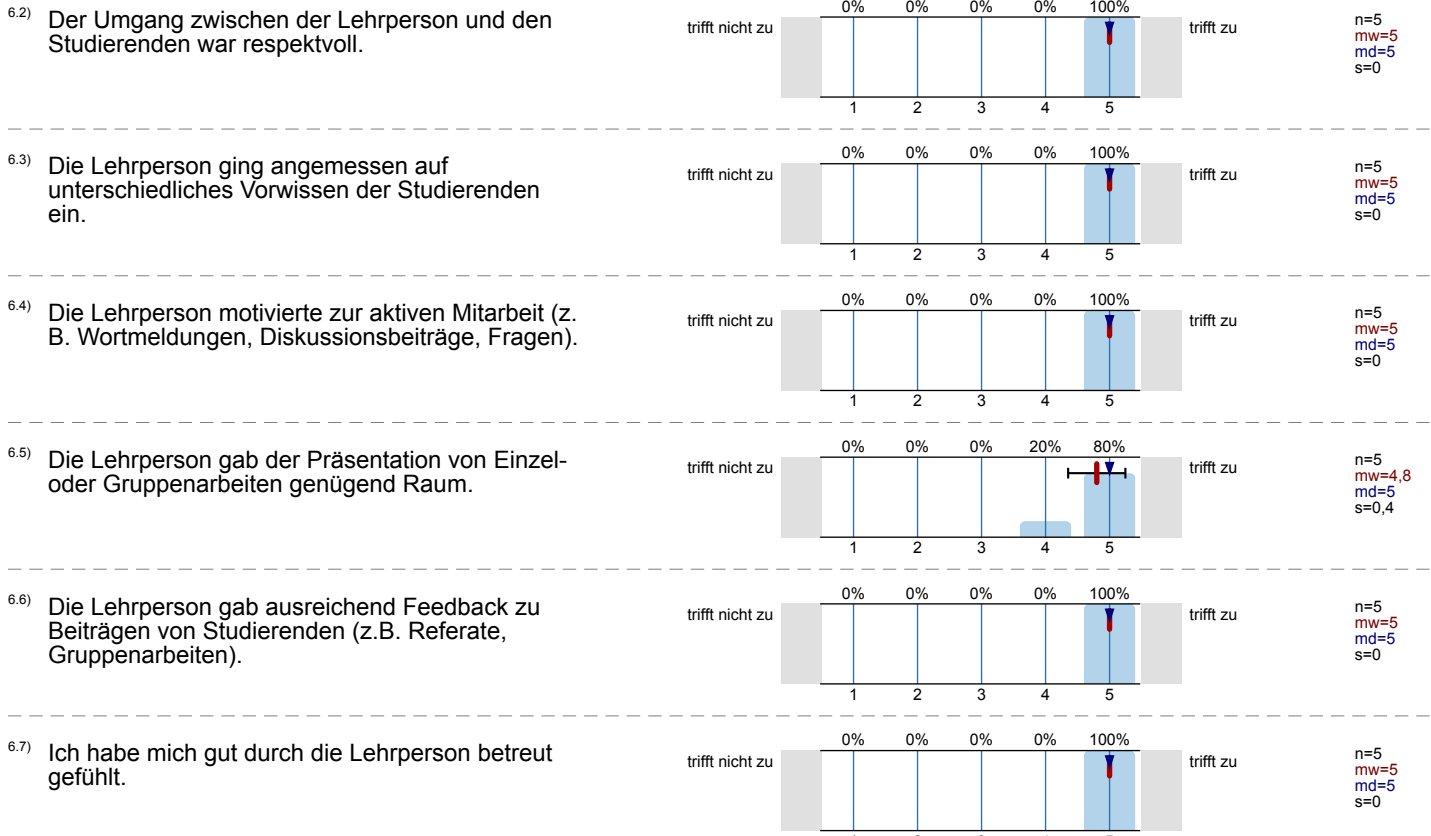 6.2) Der Umgang zwischen der Lehrperson und den
Studierenden war respektvoll.
trifft nicht zu
0% 0% 0% 0% 100%
1 2 3 4 5
trifft zu
n=5
mw=5
md=5
s=0
6.3) Die Lehrperson ging angemessen auf
unterschiedliches Vorwissen der Studierenden
ein.
trifft nicht zu
0% 0% 0% 0% 100%
1 2 3 4 5
trifft zu
n=5
mw=5
md=5
s=0
6.4) Die Lehrperson motivierte zur aktiven Mitarbeit (z.
B. Wortmeldungen, Diskussionsbeiträge, Fragen).
trifft nicht zu
0% 0% 0% 0% 100%
1 2 3 4 5
trifft zu
n=5
mw=5
md=5
s=0
6.5) Die Lehrperson gab der Präsentation von Einzel-
oder Gruppenarbeiten genügend Raum.
trifft nicht zu
0% 0% 0% 20% 80%
1 2 3 4 5
trifft zu
n=5
mw=4,8
md=5
s=0,4
6.6) Die Lehrperson gab ausreichend Feedback zu
Beiträgen von Studierenden (z.B. Referate,
Gruppenarbeiten).
trifft nicht zu
0% 0% 0% 0% 100%
1 2 3 4 5
trifft zu
n=5
mw=5
md=5
s=0
6.7) Ich habe mich gut durch die Lehrperson betreut
gefühlt.
trifft nicht zu
0% 0% 0% 0% 100%
trifft zu
n=5
mw=5
md=5
s=0